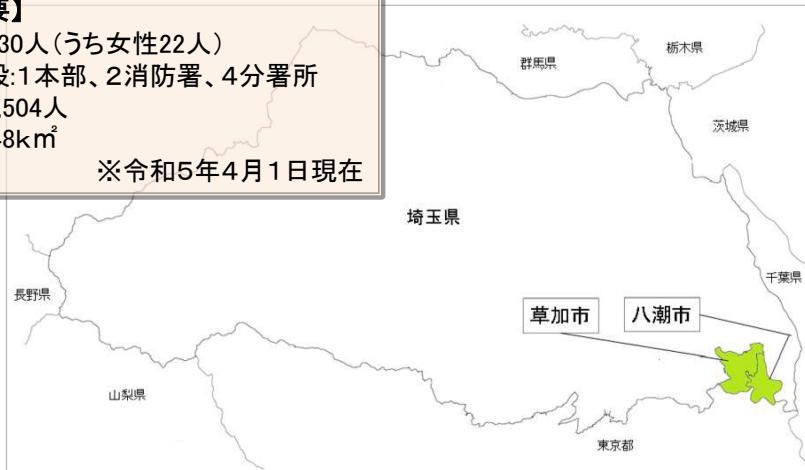 要】
30人（うち女性22人）
設:1本部、2消防署、4分署所
,504人
48k㎡
※令和5年4月1日現在
群馬県
栃木県
茨城県
埼玉県
千葉県
長野県
草加市
八潮市
山梨県
東京都